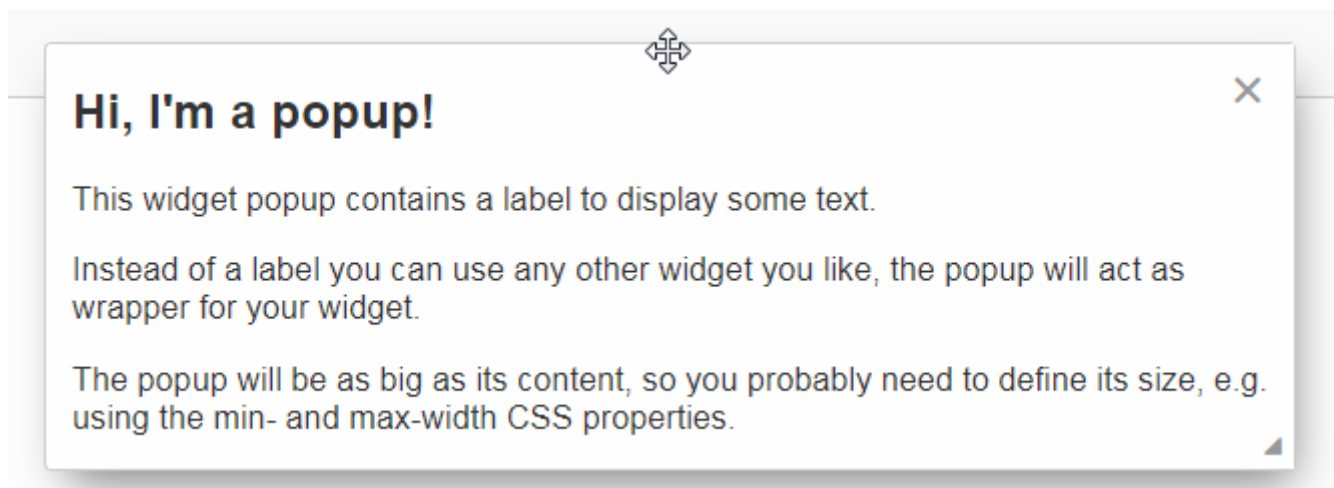 Hi, I'm a popup!
This widget popup contains a label to display some text.
Instead of a label you can use any other widget you like, the popup will act as
wrapper for your widget.
The popup will be as big as its content, so you probably need to define its size, e.g.
using the min- and max-width CSS properties.